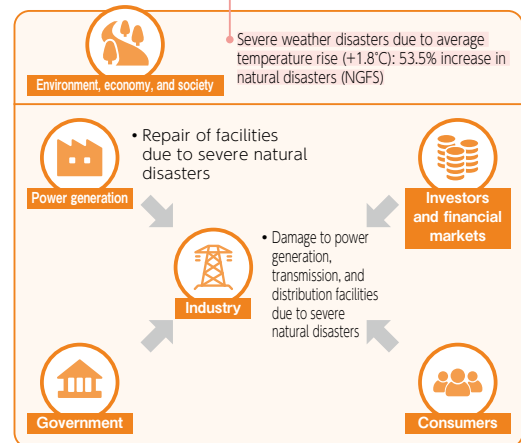 Severe weather disasters due to average
temperature rise (+1.8°C): 53.5% increase in
natural disasters (NGFS)
Environment, economy, and society
• Repair of facilities
due to severe natural
disasters
Power generation
Investors
and financial
markets
• Damage to power
generation,
transmission, and
distribution facilities
due to severe
natural disasters
Industry
Government
Consumers